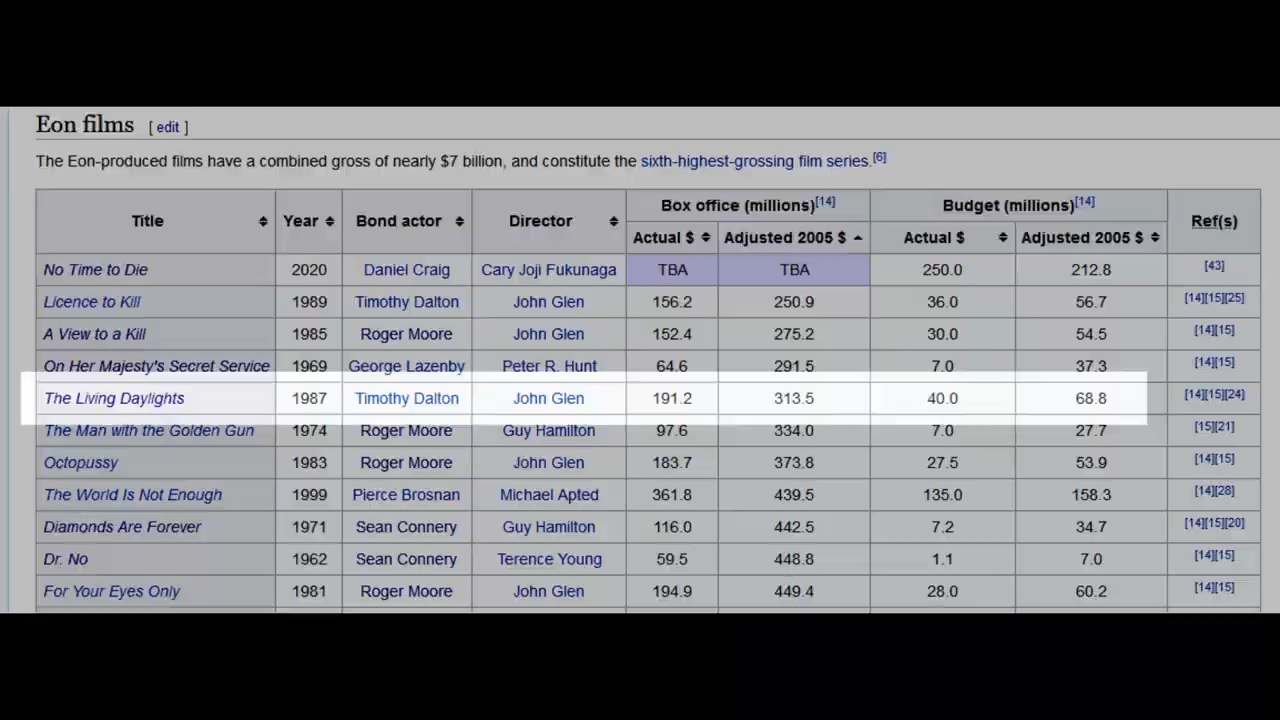 Eon films [ edit ]
The Eon-produced films have a combined gross of nearly $7 billion, and constitute the sixth-highest-grossing film series.[6]
Title Year Bond actor Director Box office (millions)[14] Budget (millions)[14] Ref(s)
Actual $ Adjusted 2005 $ Actual $ Adjusted 2005 $
No Time to Die 2020 Daniel Craig Cary Joji Fukunaga TBA TBA 250.0 212.8 [43]
Licence to Kill 1989 Timothy Dalton John Glen 156.2 250.9 36.0 56.7 [14][15][25]
A View to a Kill 1985 Roger Moore John Glen 152.4 275.2 30.0 54.5 [14][15]
On Her Majesty's Secret Service 1969 George Lazenby Peter R. Hunt 64.6 291.5 7.0 37.3 [14][15]
The Living Daylights 1987 Timothy Dalton John Glen 191.2 313.5 40.0 68.8 [14][15][24]
The Man with the Golden Gun 1974 Roger Moore Guy Hamilton 97.6 334.0 7.0 27.7 [15][21]
Octopussy 1983 Roger Moore John Glen 183.7 373.8 27.5 53.9 [14][15]
The World Is Not Enough 1999 Pierce Brosnan Michael Apted 361.8 439.5 135.0 158.3 [14][28]
Diamonds Are Forever 1971 Sean Connery Guy Hamilton 116.0 442.5 7.2 34.7 [14][15][20]
Dr. No 1962 Sean Connery Terence Young 59.5 448.8 1.1 7.0 [14][15]
For Your Eyes Only 1981 Roger Moore John Glen 194.9 449.4 28.0 60.2 [14][15]